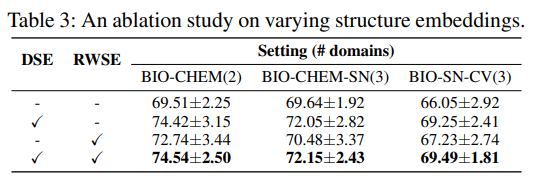 Table 3: An ablation study on varying structure embeddings.
DSE RWSE Setting (# domains)
BIO-CHEM(2) BIO-CHEM-SN(3) BIO-SN-CV(3)
- - 69.51±2.25 69.64±1.92 66.05±2.92
✓ - 74.42±3.15 72.05±2.82 69.25±2.41
- ✓ 72.74±3.44 70.48±3.37 67.23±2.74
✓ ✓ 74.54±2.50 72.15±2.43 69.49±1.81